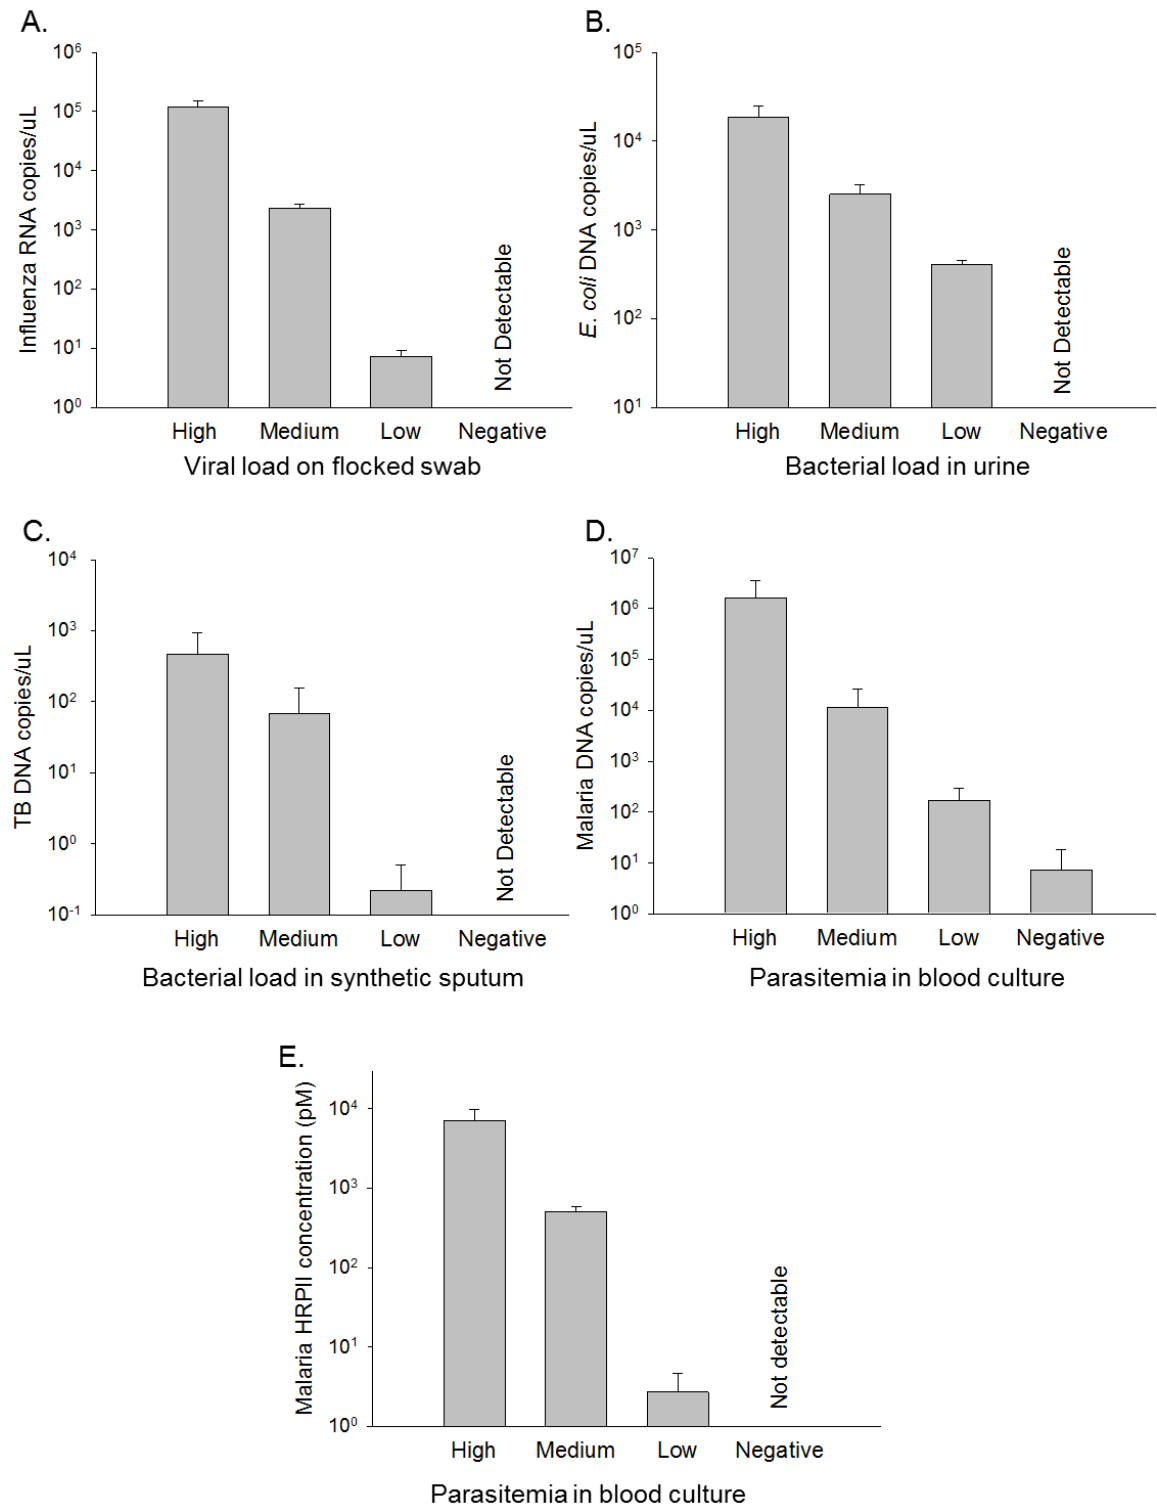 A.
Influenza RNA copies/uL
10⁶
10⁵
10⁴
10³
10²
10¹
10⁰
Not Detectable
High Medium Low Negative
Viral load on flocked swab
B.
E. coli DNA copies/uL
10⁵
10⁴
10³
10²
10¹
Not Detectable
High Medium Low Negative
Bacterial load in urine
C.
TB DNA copies/uL
10⁴
10³
10²
10¹
10⁰
10⁻¹
Not Detectable
High Medium Low Negative
Bacterial load in synthetic sputum
D.
Malaria DNA copies/uL
10⁷
10⁶
10⁵
10⁴
10³
10²
10¹
10⁰
High Medium Low Negative
Parasitemia in blood culture
E.
Malaria HRPII concentration (pM)
10⁴
10³
10²
10¹
10⁰
Not detectable
High Medium Low Negative
Parasitemia in blood culture